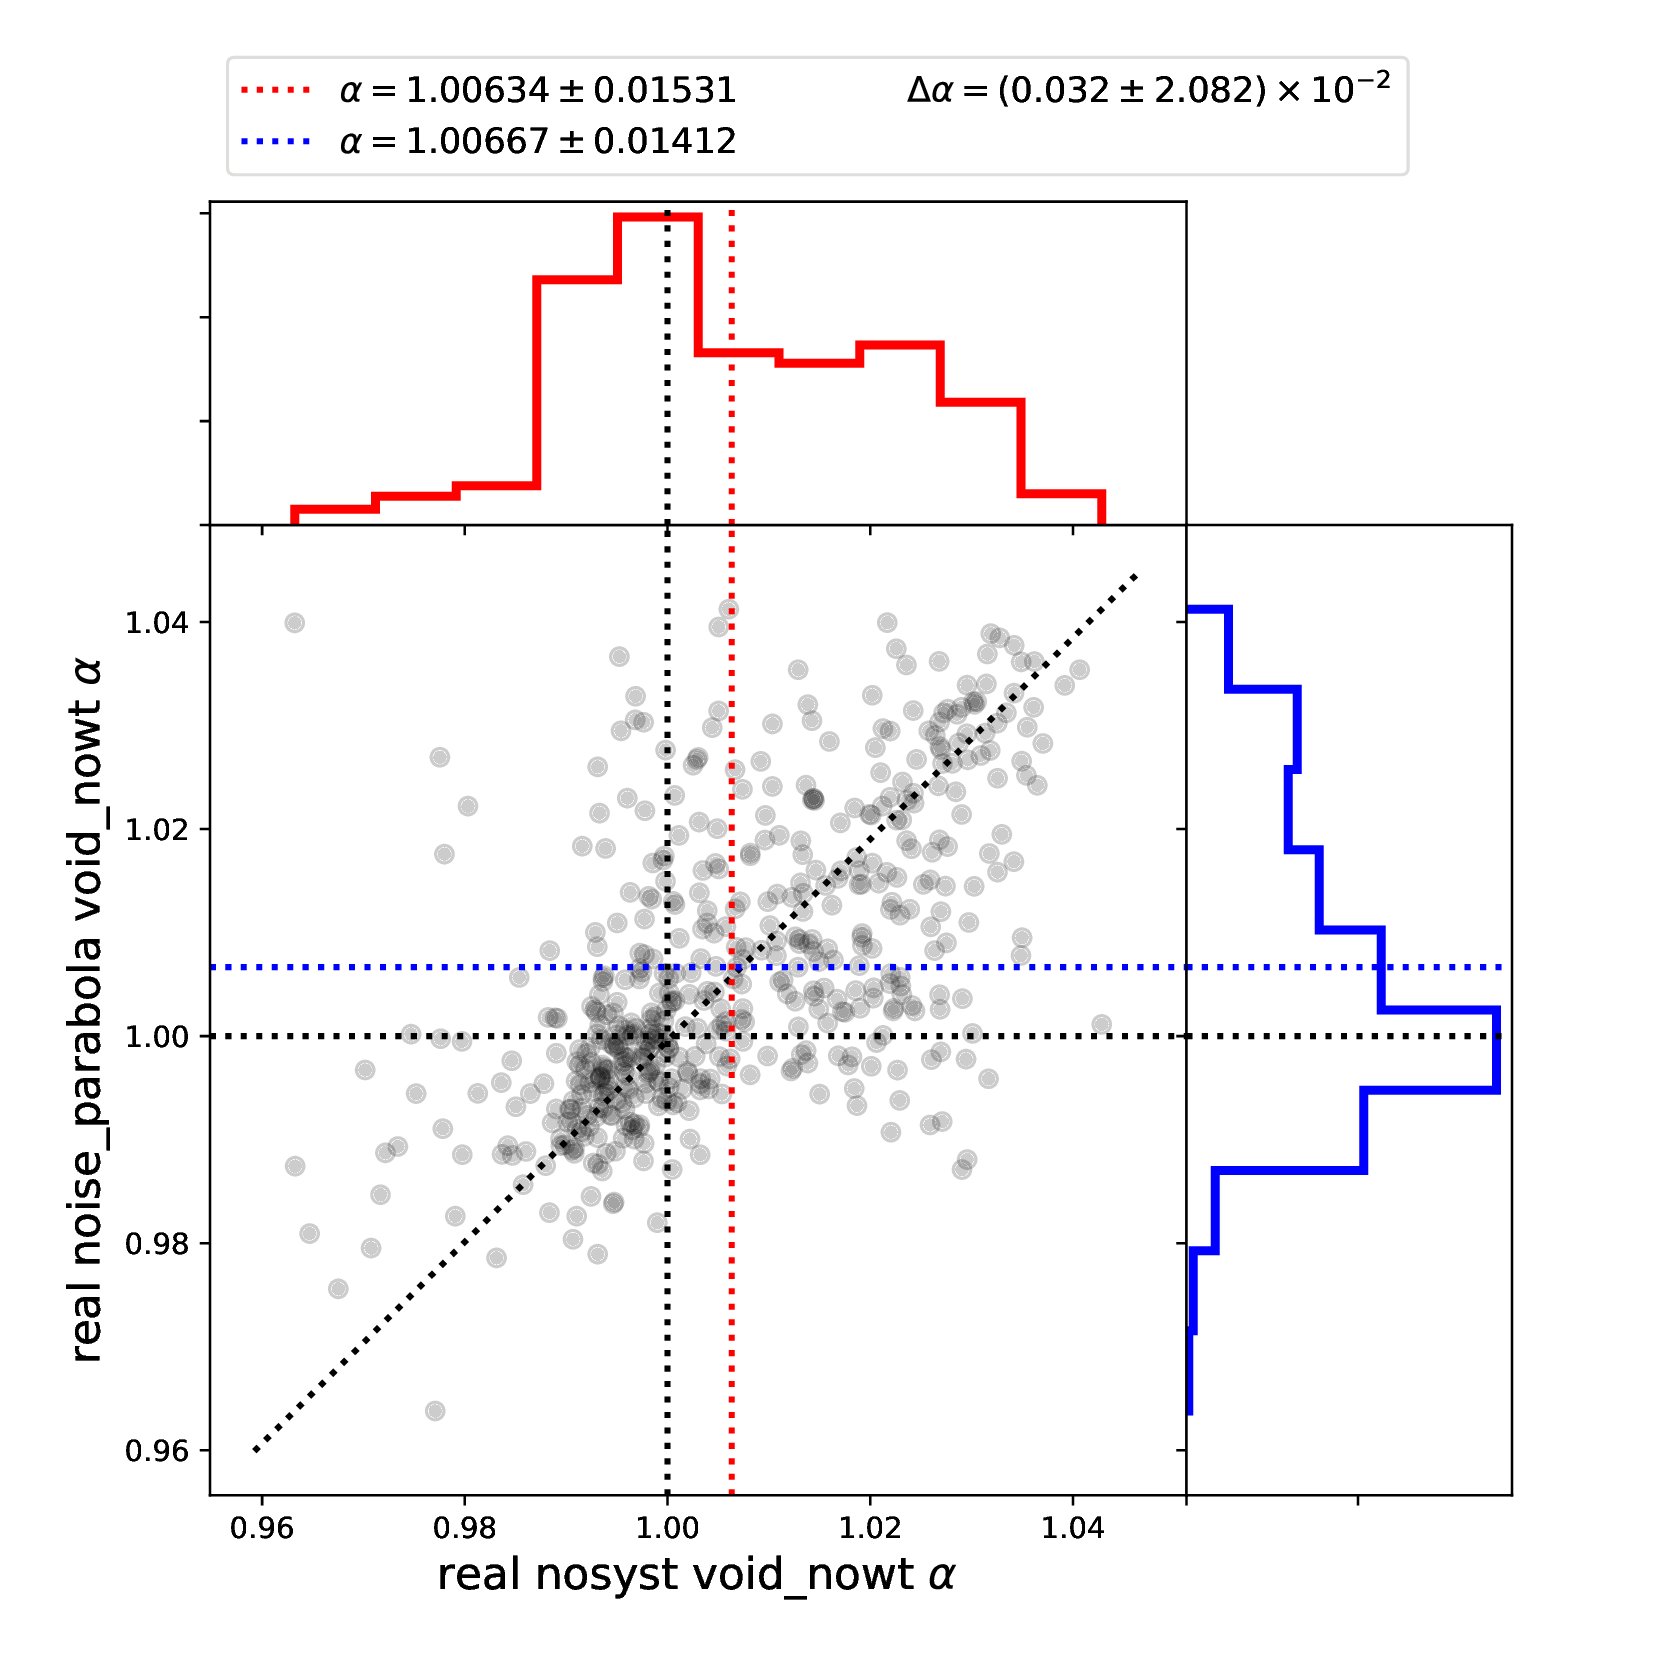 α = 1.00634 ± 0.01531
α = 1.00667 ± 0.01412
Δα = (0.032 ± 2.082) × 10⁻²
1.04
1.02
1.00
0.98
0.96
real noise_parabola void_nowt α
0.96 0.98 1.00 1.02 1.04
real nosyst void_nowt α